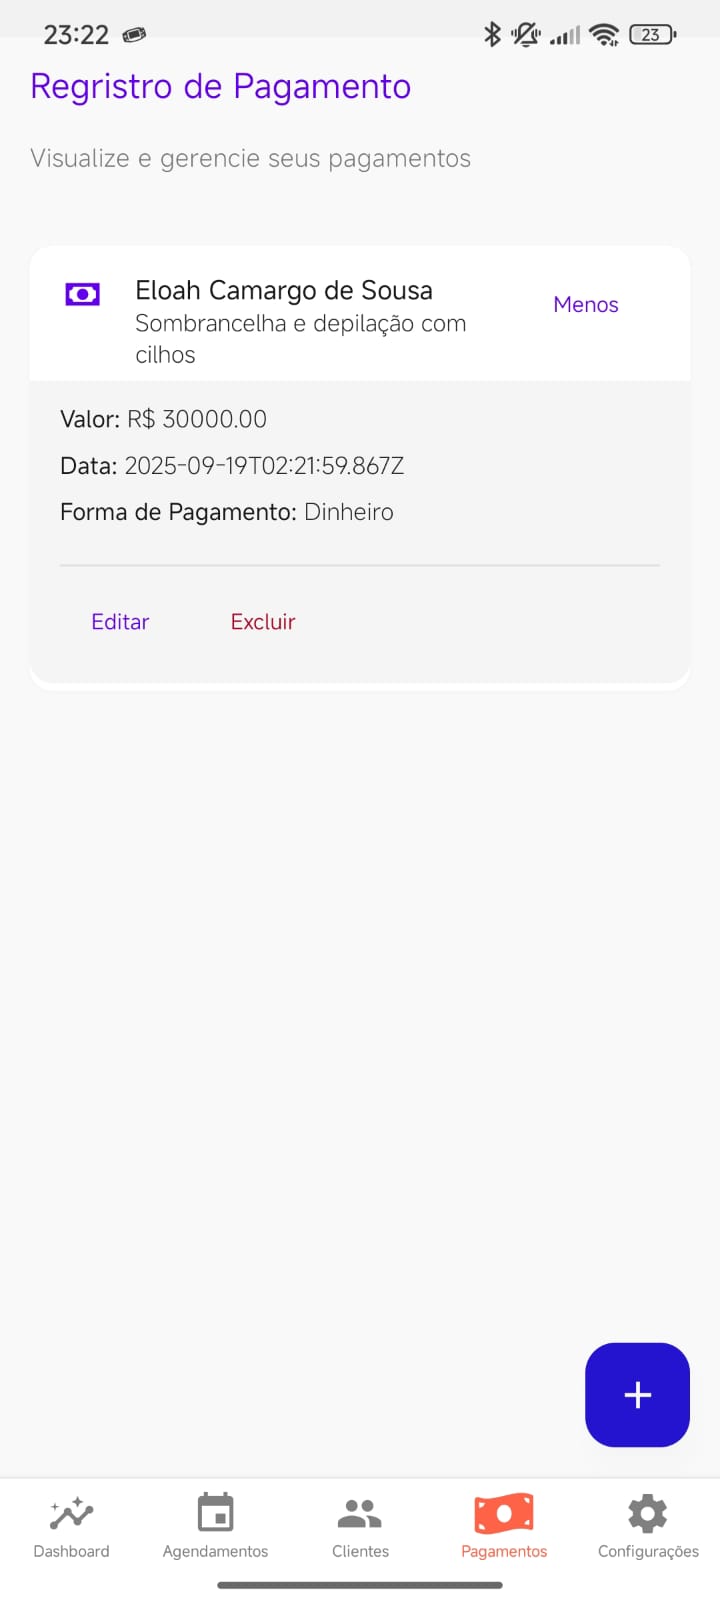 23:22
23
Regristro de Pagamento
Visualize e gerencie seus pagamentos
Eloah Camargo de Sousa
Menos
Sombrancelha e depilação com
cilhos
Valor: R$ 30000.00
Data: 2025-09-19T02:21:59.867Z
Forma de Pagamento: Dinheiro
Editar Excluir
+
Dashboard Agendamentos Clientes Pagamentos Configurações